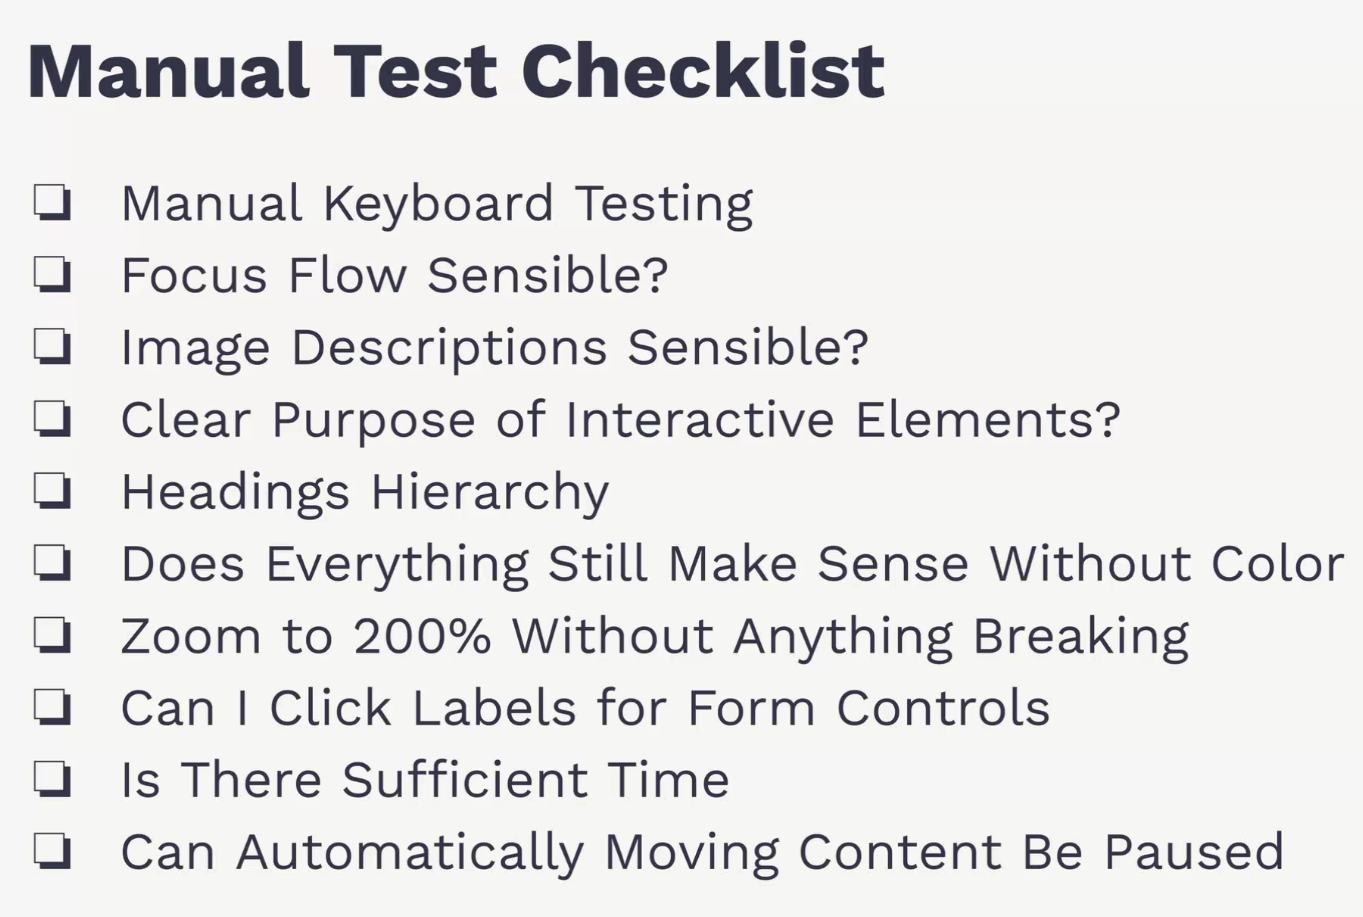 Manual Test Checklist
❏ Manual Keyboard Testing
❏ Focus Flow Sensible?
❏ Image Descriptions Sensible?
❏ Clear Purpose of Interactive Elements?
❏ Headings Hierarchy
❏ Does Everything Still Make Sense Without Color
❏ Zoom to 200% Without Anything Breaking
❏ Can I Click Labels for Form Controls
❏ Is There Sufficient Time
❏ Can Automatically Moving Content Be Paused